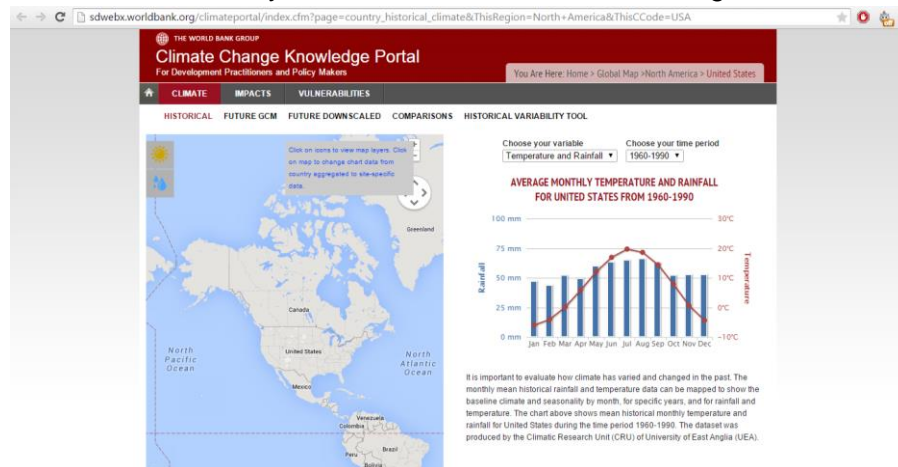 sdwebx.worldbank.org/climateportal/index.cfm?page=country_historical_climate&ThisRegion=North+America&ThisCCode=USA
THE WORLD BANK GROUP
Climate Change Knowledge Portal
For Development Practitioners and Policy Makers
You Are Here: Home > Global Map >North America > United States
CLIMATE IMPACTS VULNERABILITIES
HISTORICAL FUTURE GCM FUTURE DOWNSCALED COMPARISONS HISTORICAL VARIABILITY TOOL
Click on icons to view map layers. Click
on map to change chart data from
country aggregated to site-specific
data.
Greenland
Canada
United States
North
Pacific
Ocean
North
Atlantic
Ocean
Mexico
Venezuela
Colombia
Peru
Brazil
Bolivia
Choose your variable Choose your time period
Temperature and Rainfall 1960-1990
AVERAGE MONTHLY TEMPERATURE AND RAINFALL
FOR UNITED STATES FROM 1960-1990
100 mm 30°C
75 mm 20°C
50 mm 10°C
25 mm 0°C
0 mm -10°C
Rainfall
Temperature
Jan Feb Mar Apr May Jun Jul Aug Sep Oct Nov Dec
It is important to evaluate how climate has varied and changed in the past. The
monthly mean historical rainfall and temperature data can be mapped to show the
baseline climate and seasonality by month, for specific years, and for rainfall and
temperature. The chart above shows mean historical monthly temperature and
rainfall for United States during the time period 1960-1990. The dataset was
produced by the Climatic Research Unit (CRU) of University of East Anglia (UEA).